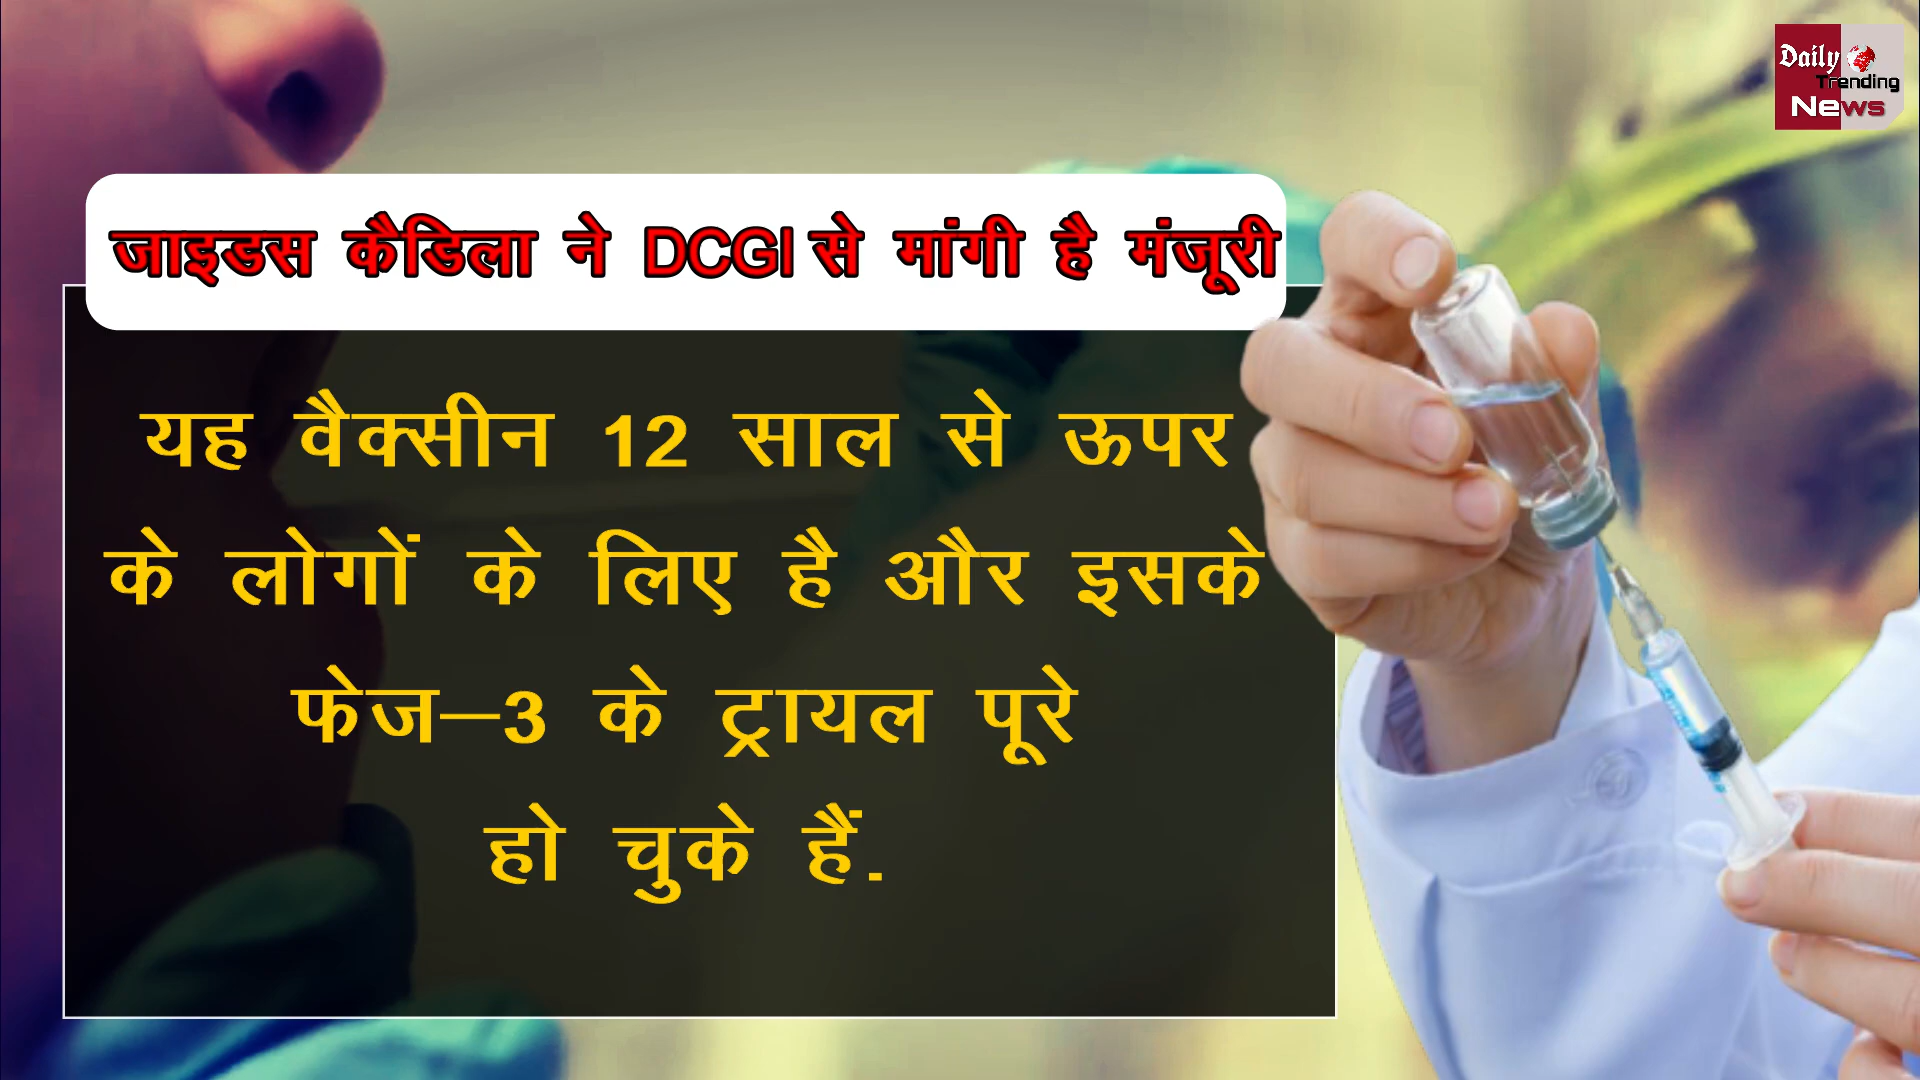 Daily
Trending
News
जाइडस कैडिला ने DCGI से मांगी है मंजूरी
यह वैक्सीन 12 साल से ऊपर
के लोगों के लिए है और इसके
फेज–3 के ट्रायल पूरे
हो चुके हैं.